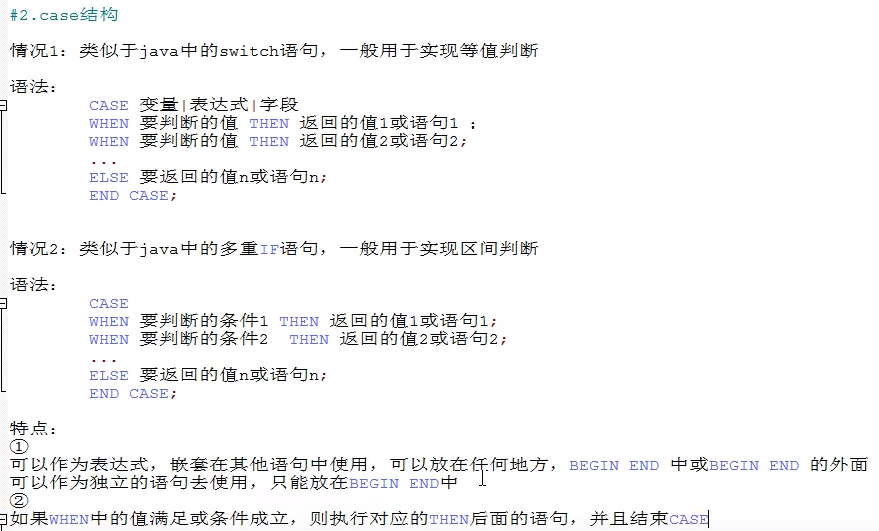 #2.case结构
情况1：类似于java中的switch语句，一般用于实现等值判断
语法：
CASE 变量|表达式|字段
WHEN 要判断的值 THEN 返回的值1或语句1 ;
WHEN 要判断的值 THEN 返回的值2或语句2;
...
ELSE 要返回的值n或语句n;
END CASE;
情况2：类似于java中的多重IF语句，一般用于实现区间判断
语法：
CASE
WHEN 要判断的条件1 THEN 返回的值1或语句1;
WHEN 要判断的条件2  THEN 返回的值2或语句2;
...
ELSE 要返回的值n或语句n;
END CASE;
特点：
①
可以作为表达式，嵌套在其他语句中使用，可以放在任何地方，BEGIN END 中或BEGIN END 的外面
可以作为独立的语句去使用，只能放在BEGIN END中
②
如果WHEN中的值满足或条件成立，则执行对应的THEN后面的语句，并且结束CASE